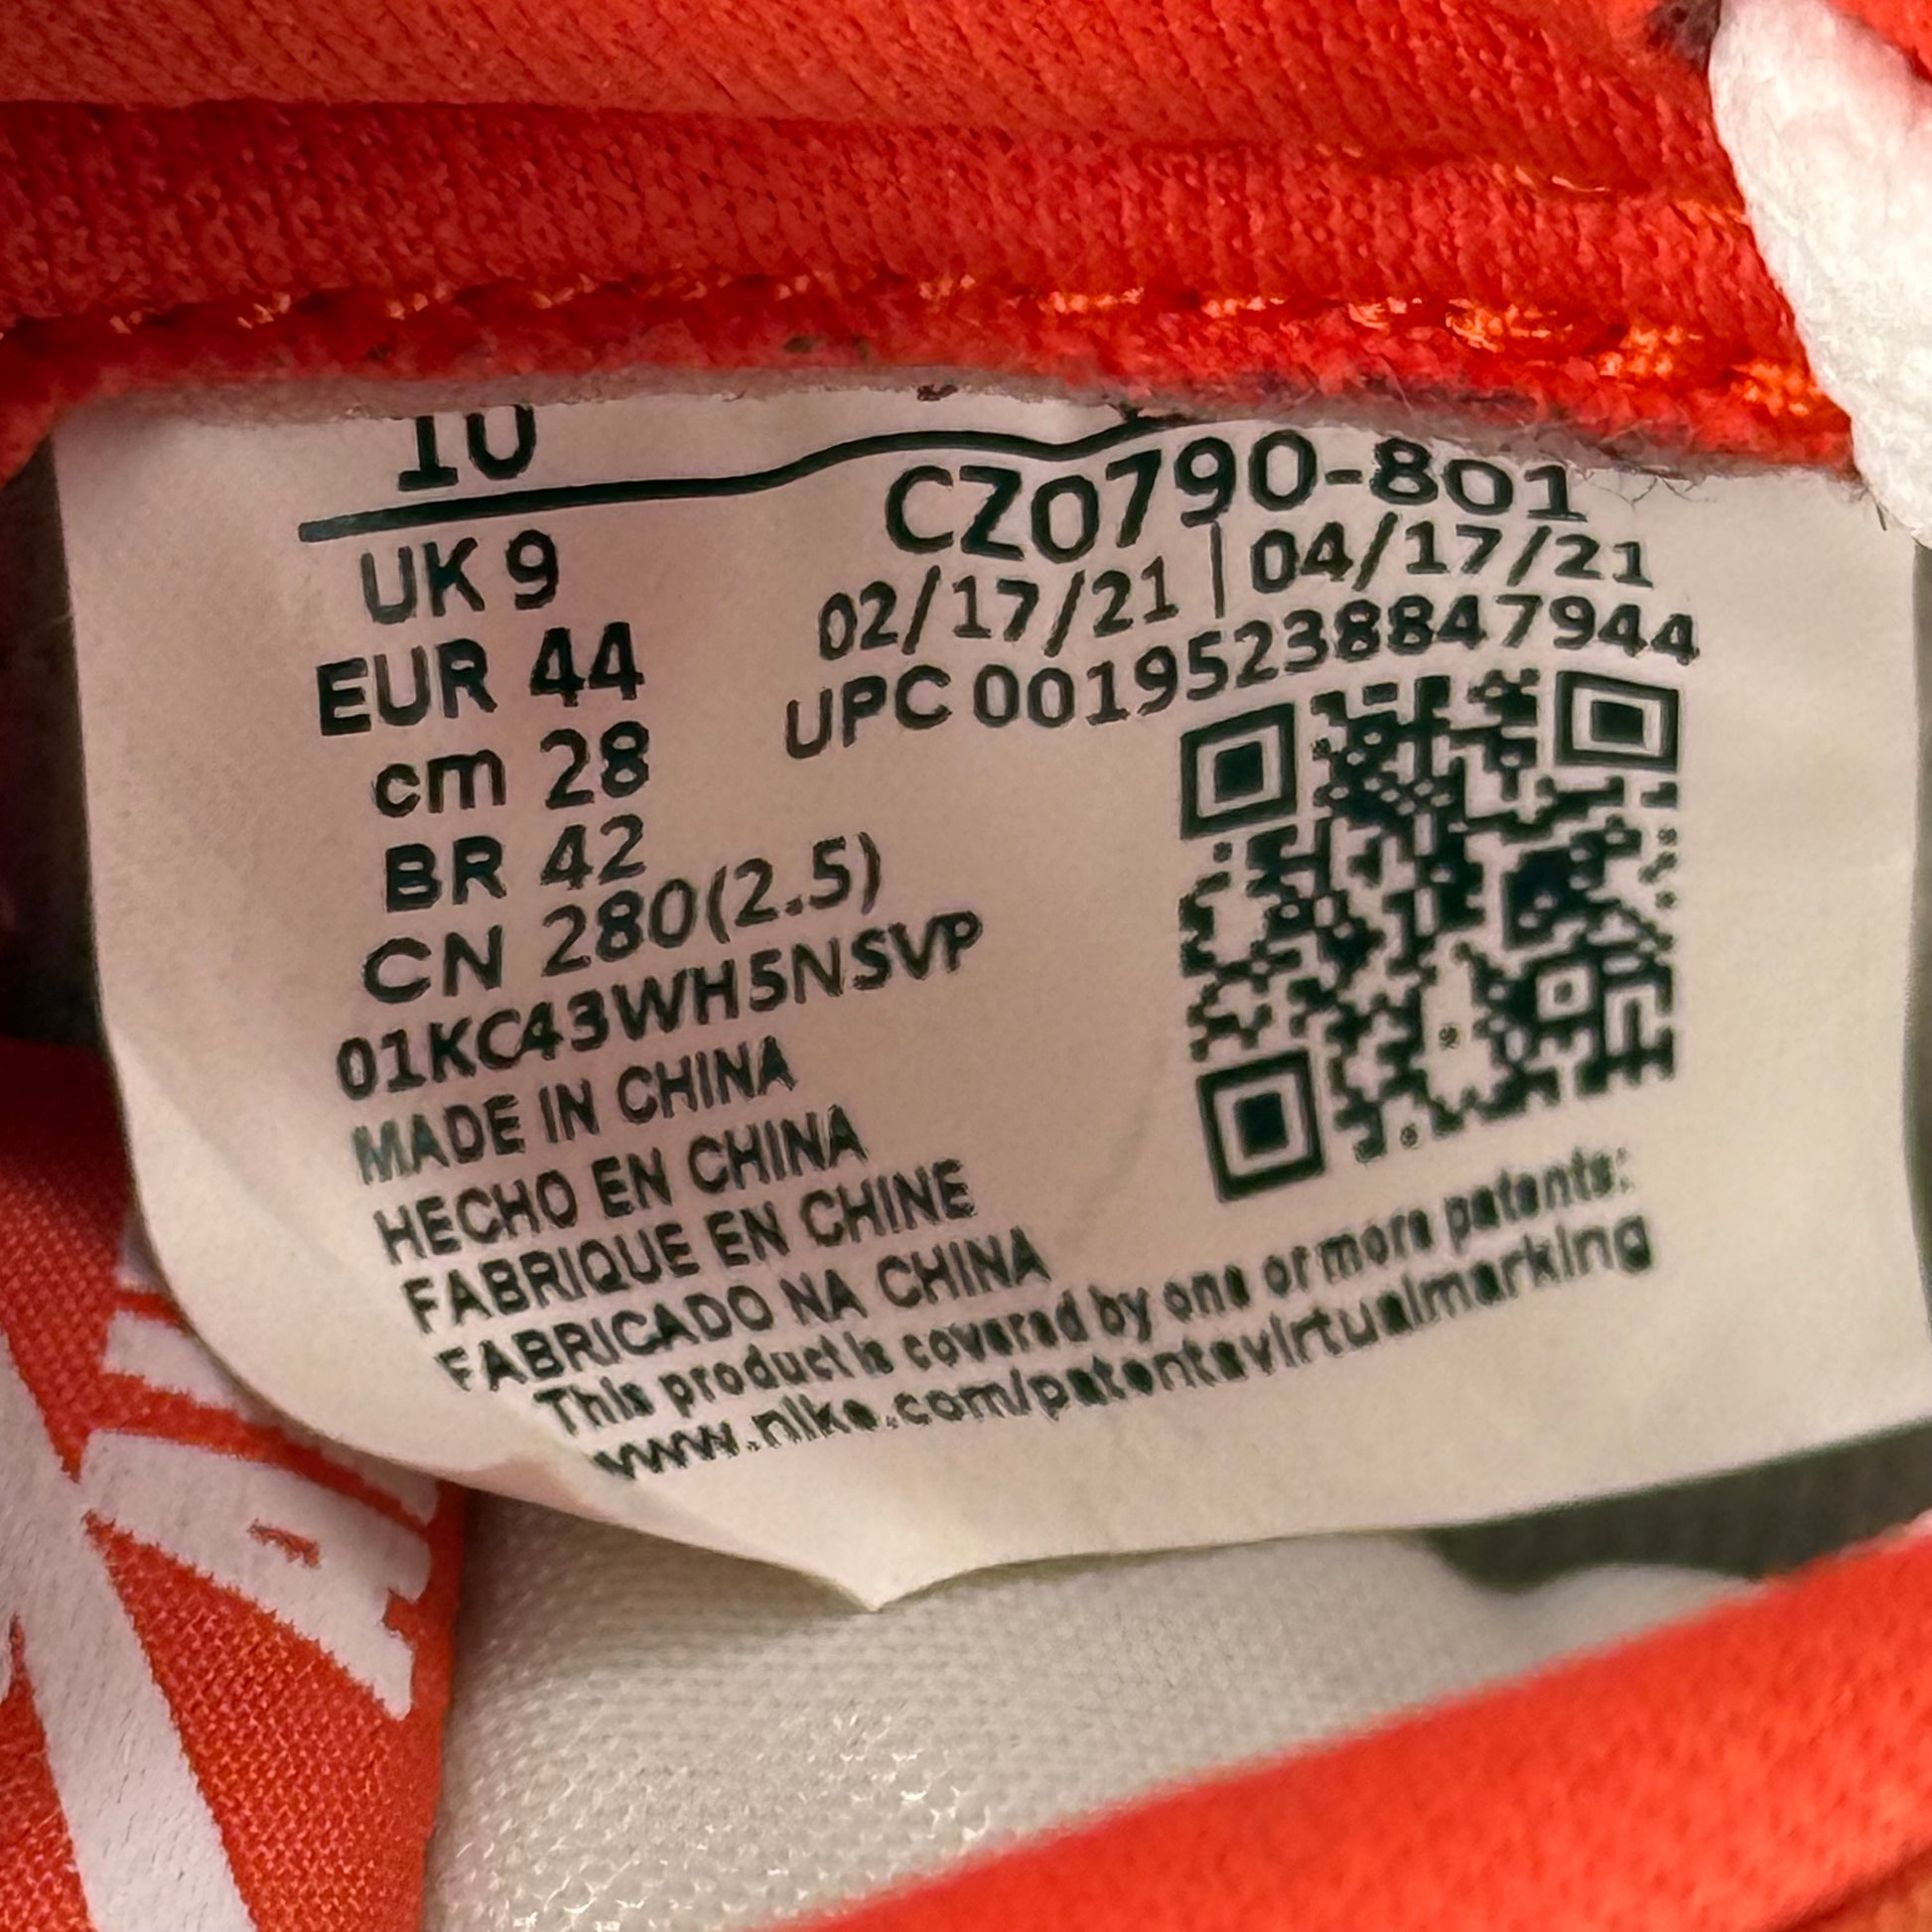 10
UK 9
EUR 44
cm 28
BR 42
CN 280(2.5)
01KC43WH5NSVP
MADE IN CHINA
HECHO EN CHINA
FABRIQUE EN CHINE
FABRICADO NA CHINA
CZ0790-801
02/17/21 | 04/17/21
UPC 00195238847944
This product is covered by one or more patents:
www.nike.com/patentsvirtualmarking